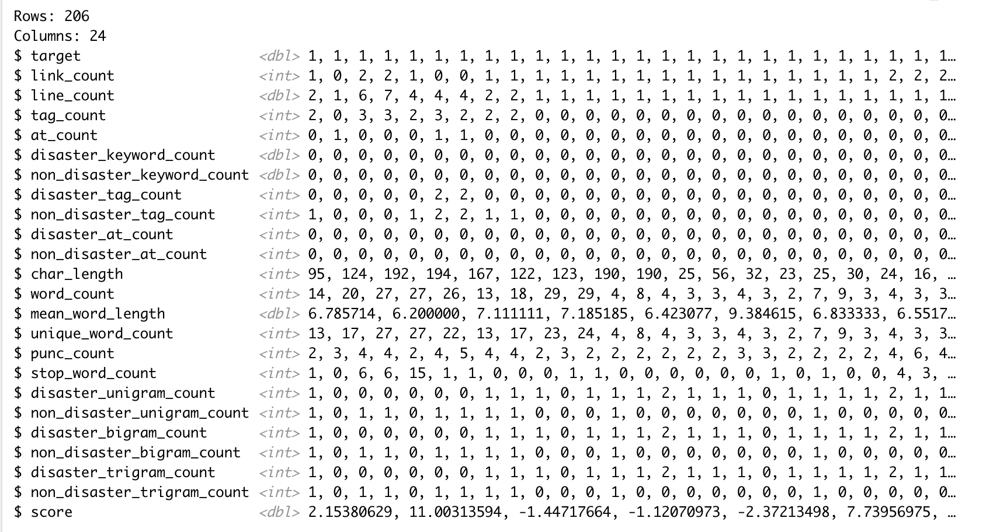 Rows: 206
Columns: 24
$ target <dbl> 1, 1, 1, 1, 1, 1, 1, 1, 1, 1, 1, 1, 1, 1, 1, 1, 1, 1, 1, 1, 1, 1, 1, 1, 1, 1…
$ link_count <int> 1, 0, 2, 2, 1, 0, 0, 1, 1, 1, 1, 1, 1, 1, 1, 1, 1, 1, 1, 1, 1, 1, 1, 2, 2, 2…
$ line_count <dbl> 2, 1, 6, 7, 4, 4, 4, 2, 2, 1, 1, 1, 1, 1, 1, 1, 1, 1, 1, 1, 1, 1, 1, 1, 1, 1…
$ tag_count <int> 2, 0, 3, 3, 2, 3, 2, 2, 2, 0, 0, 0, 0, 0, 0, 0, 0, 0, 0, 0, 0, 0, 0, 0, 0, 0…
$ at_count <int> 0, 1, 0, 0, 0, 1, 1, 0, 0, 0, 0, 0, 0, 0, 0, 0, 0, 0, 0, 0, 0, 0, 0, 0, 0, 0…
$ disaster_keyword_count <dbl> 0, 0, 0, 0, 0, 0, 0, 0, 0, 0, 0, 0, 0, 0, 0, 0, 0, 0, 0, 0, 0, 0, 0, 0, 0, 0…
$ non_disaster_keyword_count <dbl> 0, 0, 0, 0, 0, 0, 0, 0, 0, 0, 0, 0, 0, 0, 0, 0, 0, 0, 0, 0, 0, 0, 0, 0, 0, 0…
$ disaster_tag_count <int> 0, 0, 0, 0, 0, 2, 2, 0, 0, 0, 0, 0, 0, 0, 0, 0, 0, 0, 0, 0, 0, 0, 0, 0, 0, 0…
$ non_disaster_tag_count <int> 1, 0, 0, 0, 1, 2, 2, 1, 1, 0, 0, 0, 0, 0, 0, 0, 0, 0, 0, 0, 0, 0, 0, 0, 0, 0…
$ disaster_at_count <int> 0, 0, 0, 0, 0, 0, 0, 0, 0, 0, 0, 0, 0, 0, 0, 0, 0, 0, 0, 0, 0, 0, 0, 0, 0, 0…
$ non_disaster_at_count <int> 0, 0, 0, 0, 0, 0, 0, 0, 0, 0, 0, 0, 0, 0, 0, 0, 0, 0, 0, 0, 0, 0, 0, 0, 0, 0…
$ char_length <int> 95, 124, 192, 194, 167, 122, 123, 190, 190, 25, 56, 32, 23, 25, 30, 24, 16, …
$ word_count <int> 14, 20, 27, 27, 26, 13, 18, 29, 29, 4, 8, 4, 3, 3, 4, 3, 2, 7, 9, 3, 4, 3, 3…
$ mean_word_length <dbl> 6.785714, 6.200000, 7.111111, 7.185185, 6.423077, 9.384615, 6.833333, 6.5517…
$ unique_word_count <int> 13, 17, 27, 27, 22, 13, 17, 23, 24, 4, 8, 4, 3, 3, 4, 3, 2, 7, 9, 3, 4, 3, 3…
$ punc_count <int> 2, 3, 4, 4, 2, 4, 5, 4, 4, 2, 3, 2, 2, 2, 2, 2, 2, 3, 3, 2, 2, 2, 2, 4, 6, 4…
$ stop_word_count <int> 1, 0, 6, 6, 15, 1, 1, 0, 0, 0, 1, 1, 0, 0, 0, 0, 0, 0, 1, 0, 1, 0, 0, 4, 3, …
$ disaster_unigram_count <int> 1, 0, 0, 0, 0, 0, 0, 1, 1, 1, 0, 1, 1, 1, 2, 1, 1, 1, 0, 1, 1, 1, 1, 2, 1, 1…
$ non_disaster_unigram_count <int> 1, 0, 1, 1, 0, 1, 1, 1, 1, 0, 0, 0, 1, 0, 0, 0, 0, 0, 0, 0, 1, 0, 0, 0, 0, 0…
$ disaster_bigram_count <int> 1, 0, 0, 0, 0, 0, 0, 1, 1, 1, 0, 1, 1, 1, 2, 1, 1, 1, 0, 1, 1, 1, 1, 2, 1, 1…
$ non_disaster_bigram_count <int> 1, 0, 1, 1, 0, 1, 1, 1, 1, 0, 0, 0, 1, 0, 0, 0, 0, 0, 0, 0, 1, 0, 0, 0, 0, 0…
$ disaster_trigram_count <int> 1, 0, 0, 0, 0, 0, 0, 1, 1, 1, 0, 1, 1, 1, 2, 1, 1, 1, 0, 1, 1, 1, 1, 2, 1, 1…
$ non_disaster_trigram_count <int> 1, 0, 1, 1, 0, 1, 1, 1, 1, 0, 0, 0, 1, 0, 0, 0, 0, 0, 0, 0, 1, 0, 0, 0, 0, 0…
$ score <dbl> 2.15380629, 11.00313594, -1.44717664, -1.12070973, -2.37213498, 7.73956975, …